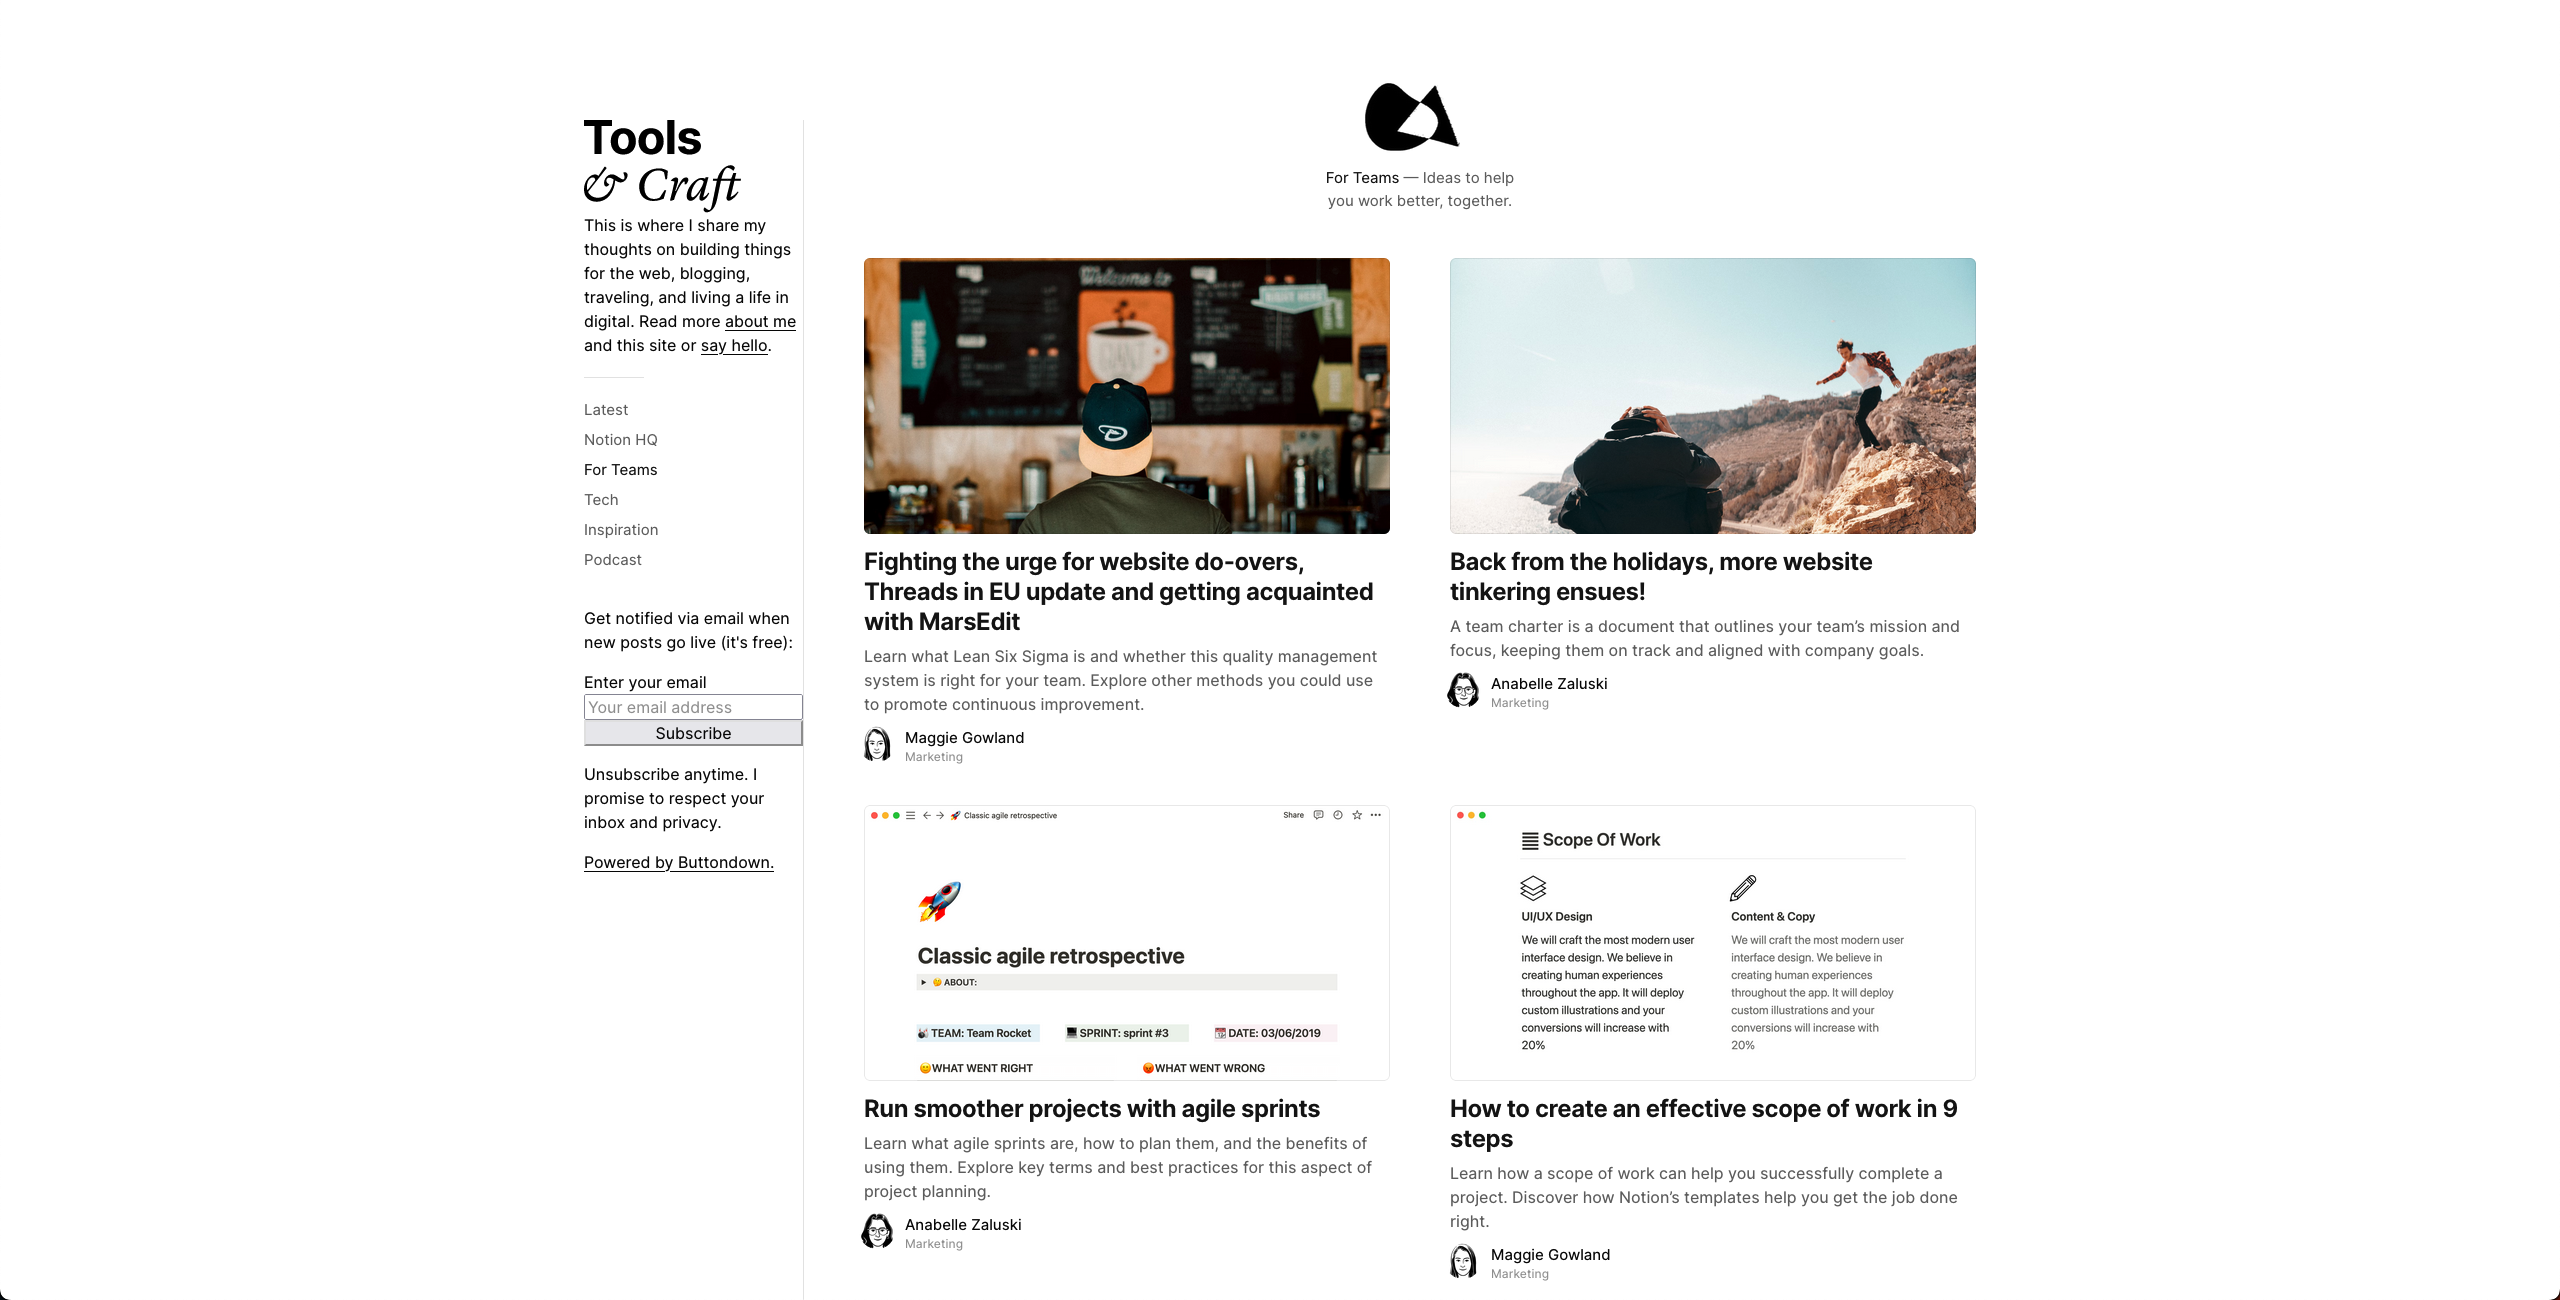 Tools
& Craft
This is where I share my
thoughts on building things
for the web, blogging,
traveling, and living a life in
digital. Read more about me
and this site or say hello.
Latest
Notion HQ
For Teams
Tech
Inspiration
Podcast
Get notified via email when
new posts go live (it's free):
Enter your email
Your email address
Subscribe
Unsubscribe anytime. I
promise to respect your
inbox and privacy.
Powered by Buttondown.
For Teams — Ideas to help
you work better, together.
Welcome to
COFFEE
RIGHT HERE
Fighting the urge for website do-overs,
Threads in EU update and getting acquainted
with MarsEdit
Learn what Lean Six Sigma is and whether this quality management
system is right for your team. Explore other methods you could use
to promote continuous improvement.
Maggie Gowland
Marketing
Back from the holidays, more website
tinkering ensues!
A team charter is a document that outlines your team’s mission and
focus, keeping them on track and aligned with company goals.
Anabelle Zaluski
Marketing
Classic agile retrospective
Share
Classic agile retrospective
ABOUT:
TEAM: Team Rocket
SPRINT: sprint #3
DATE: 03/06/2019
WHAT WENT RIGHT
WHAT WENT WRONG
Run smoother projects with agile sprints
Learn what agile sprints are, how to plan them, and the benefits of
using them. Explore key terms and best practices for this aspect of
project planning.
Anabelle Zaluski
Marketing
Scope Of Work
UI/UX Design
We will craft the most modern user
interface design. We believe in
creating human experiences
throughout the app. It will deploy
custom illustrations and your
conversions will increase with
20%
Content & Copy
We will craft the most modern user
interface design. We believe in
creating human experiences
throughout the app. It will deploy
custom illustrations and your
conversions will increase with
20%
How to create an effective scope of work in 9
steps
Learn how a scope of work can help you successfully complete a
project. Discover how Notion’s templates help you get the job done
right.
Maggie Gowland
Marketing